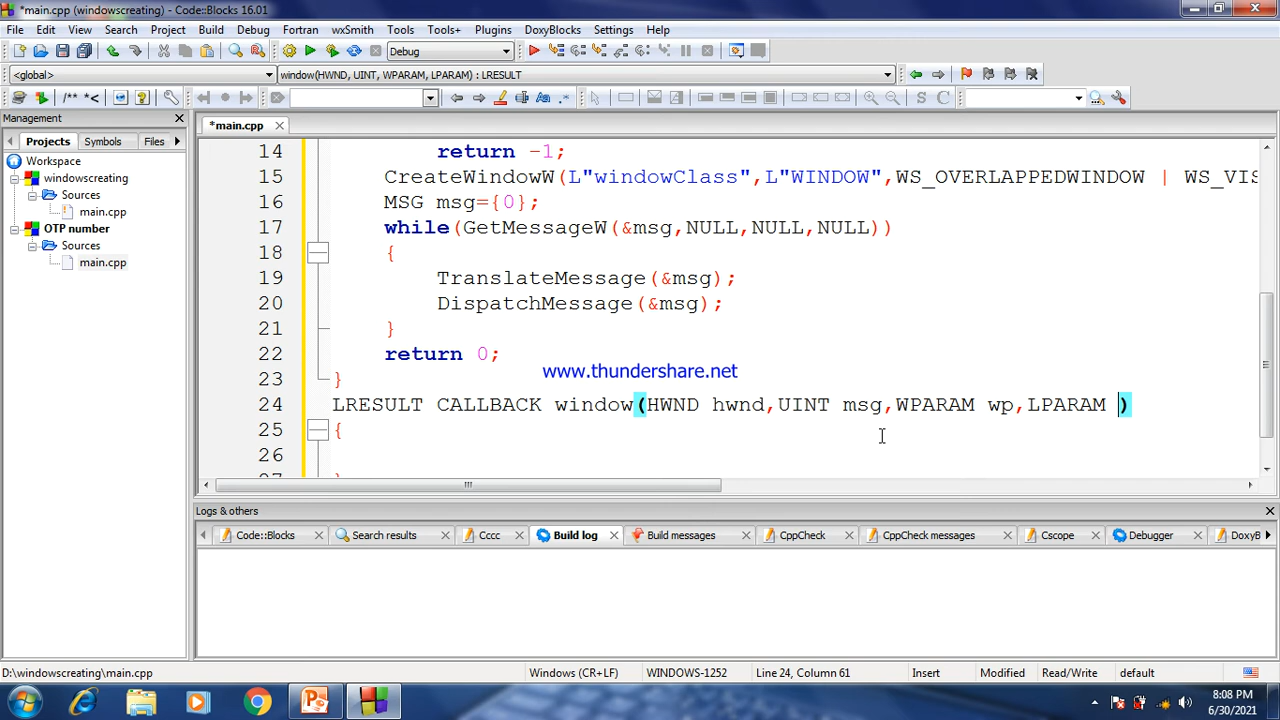 *main.cpp (windowscreating) - Code::Blocks 16.01
File Edit View Search Project Build Debug Fortran wxSmith Tools Tools+ Plugins DoxyBlocks Settings Help
Debug
<global> window(HWND, UINT, WPARAM, LPARAM) : LRESULT
/** *<
S C
Management
*main.cpp
Projects Symbols Files
Workspace
windowscreating
Sources
main.cpp
OTP number
Sources
main.cpp
14 return -1;
15 CreateWindowW(L"windowClass",L"WINDOW",WS_OVERLAPPEDWINDOW | WS_VIS
16 MSG msg={0};
17 while(GetMessageW(&msg,NULL,NULL,NULL))
18 {
19 TranslateMessage(&msg);
20 DispatchMessage(&msg);
21 }
22 return 0;
www.thundershare.net
23 }
24 LRESULT CALLBACK window(HWND hwnd,UINT msg,WPARAM wp,LPARAM )
25 {
26
Logs & others
Code::Blocks Search results Cccc Build log Build messages CppCheck CppCheck messages Cscope Debugger DoxyB
D:\windowscreating\main.cpp Windows (CR+LF) WINDOWS-1252 Line 24, Column 61 Insert Modified Read/Write default
8:08 PM
6/30/2021